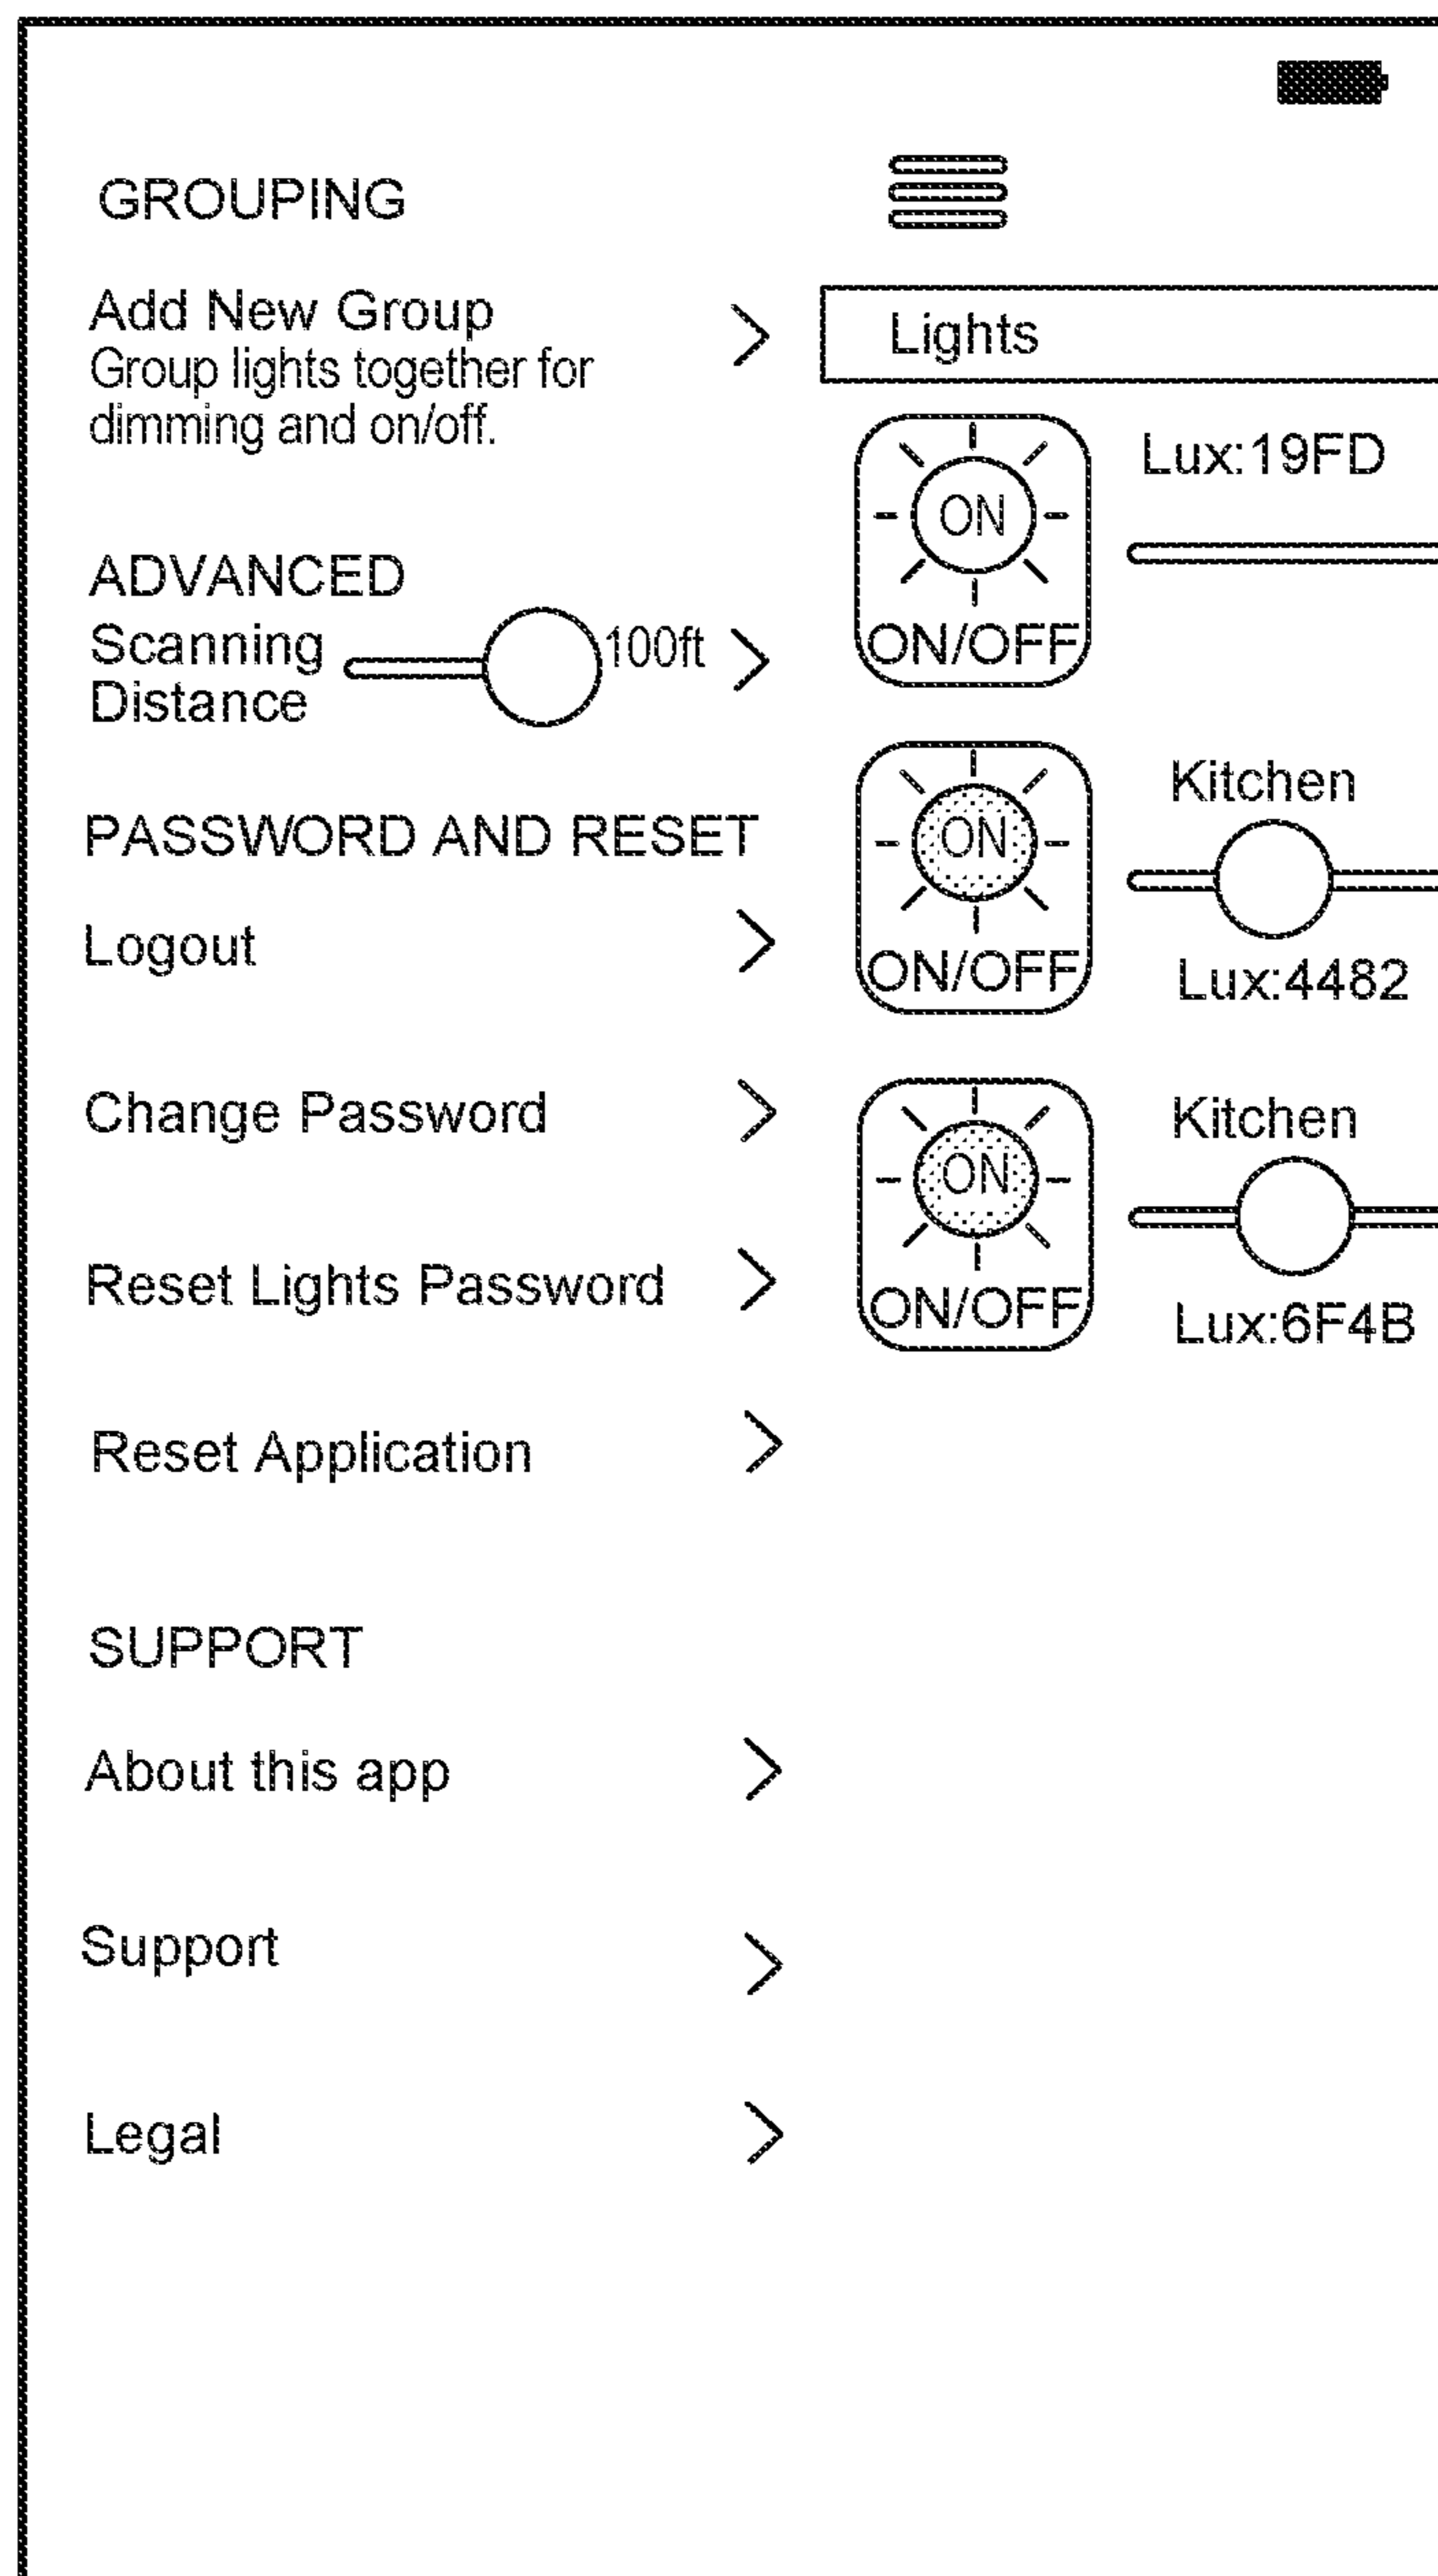 GROUPING
Add New Group
Group lights together for
dimming and on/off.
ADVANCED
Scanning
Distance
100ft
PASSWORD AND RESET
Logout
Change Password
Reset Lights Password
Reset Application
SUPPORT
About this app
Support
Legal
Lights
ON
ON/OFF
Lux:19FD
ON
ON/OFF
Kitchen
Lux:4482
ON
ON/OFF
Kitchen
Lux:6F4B